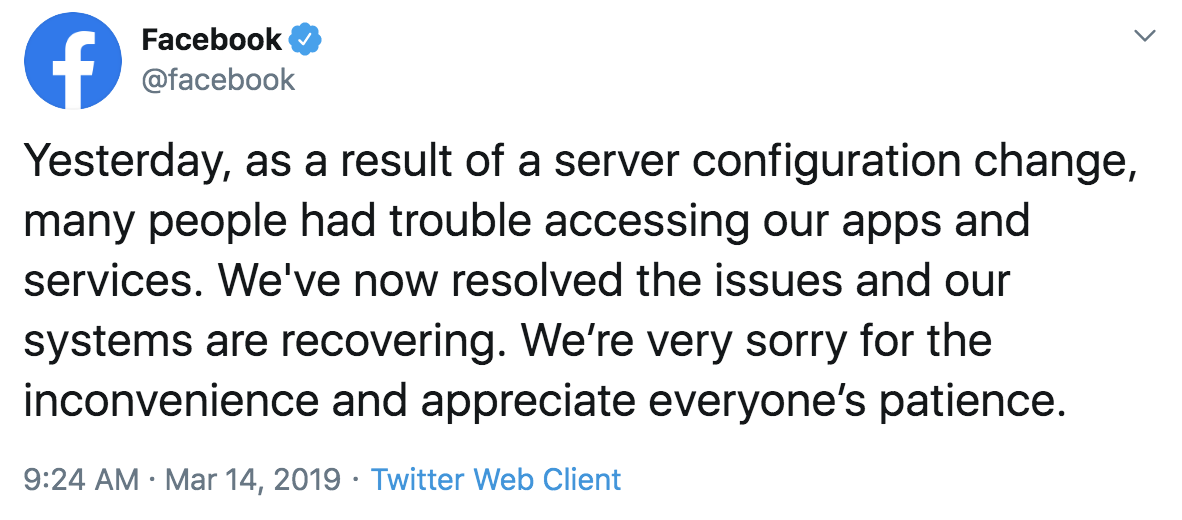 Facebook
@facebook
Yesterday, as a result of a server configuration change,
many people had trouble accessing our apps and
services. We've now resolved the issues and our
systems are recovering. We’re very sorry for the
inconvenience and appreciate everyone’s patience.
9:24 AM · Mar 14, 2019 · Twitter Web Client